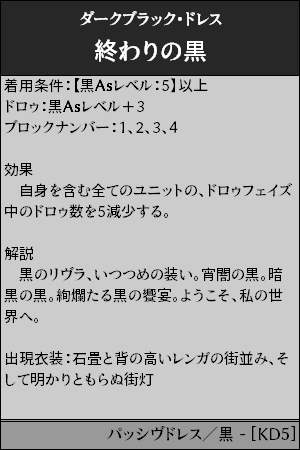 ダークブラック・ドレス
終わりの黒
着用条件：【黒Asレベル：5】以上
ドロゥ：黒Asレベル＋3
ブロックナンバー：1、2、3、4
効果
　自身を含む全てのユニットの、ドロゥフェイズ
中のドロゥ数を5減少する。
解説
　黒のリヴラ、いつつめの装い。宵闇の黒。暗
黒の黒。絢爛たる黒の饗宴。ようこそ、私の世
界へ。
出現衣装：石畳と背の高いレンガの街並み、そ
して明かりともらぬ街灯
パッシヴドレス／黒 - [KD5]